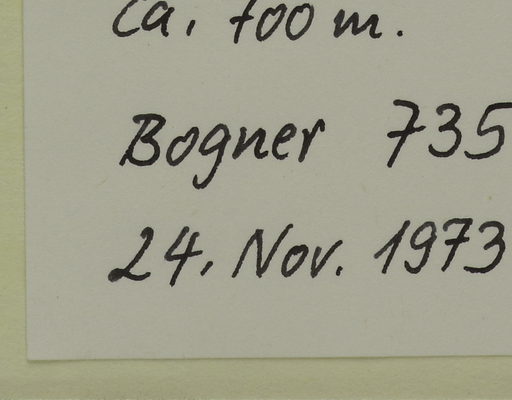 ca. 700 m.
Bogner 735
24. Nov. 1973